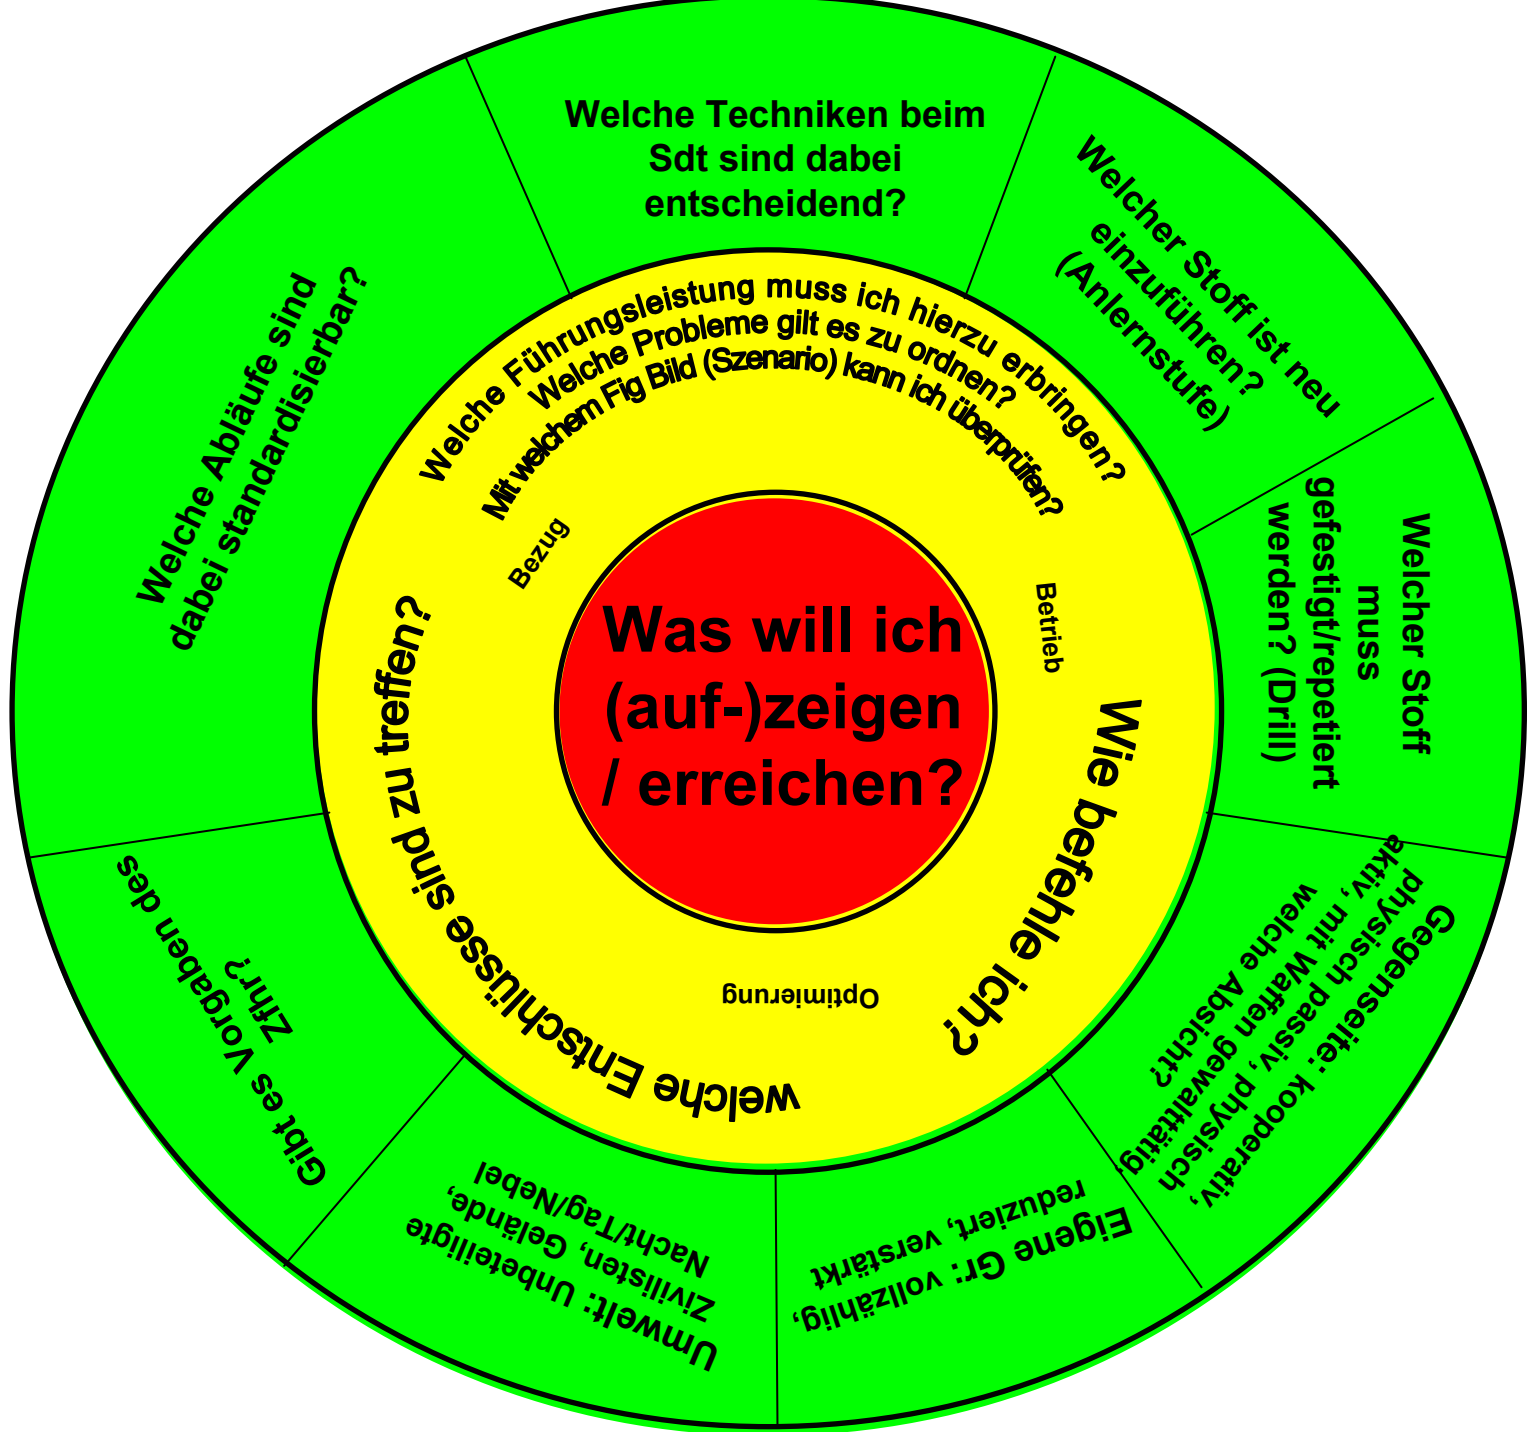 Welche Techniken beim
Sdt sind dabei
entscheidend?
Welcher Stoff ist neu
einzuführen?
(Anlernstufe)
Welcher Stoff
muss
gefestigt/repetiert
werden? (Drill)
Gegenseite: kooperativ,
physisch passiv, physisch
aktiv, mit Waffen gewalttätig,
welche Absicht?
Eigene Gr: vollzählig,
reduziert, verstärkt
Umwelt: Unbeteiligte
Zivilisten, Gelände,
Nacht/Tag/Nebel
Gibt es Vorgaben des
Zfhr?
Welche Abläufe sind
dabei standardisierbar?
Welche Führungsleistung muss ich hierzu erbringen?
Welche Probleme gilt es zu ordnen?
Mit welchem Fig Bild (Szenario) kann ich überprüfen?
Bezug
Betrieb
Wie befehle ich?
Optimierung
welche Entschlüsse sind zu treffen?
Was will ich
(auf-)zeigen
/ erreichen?